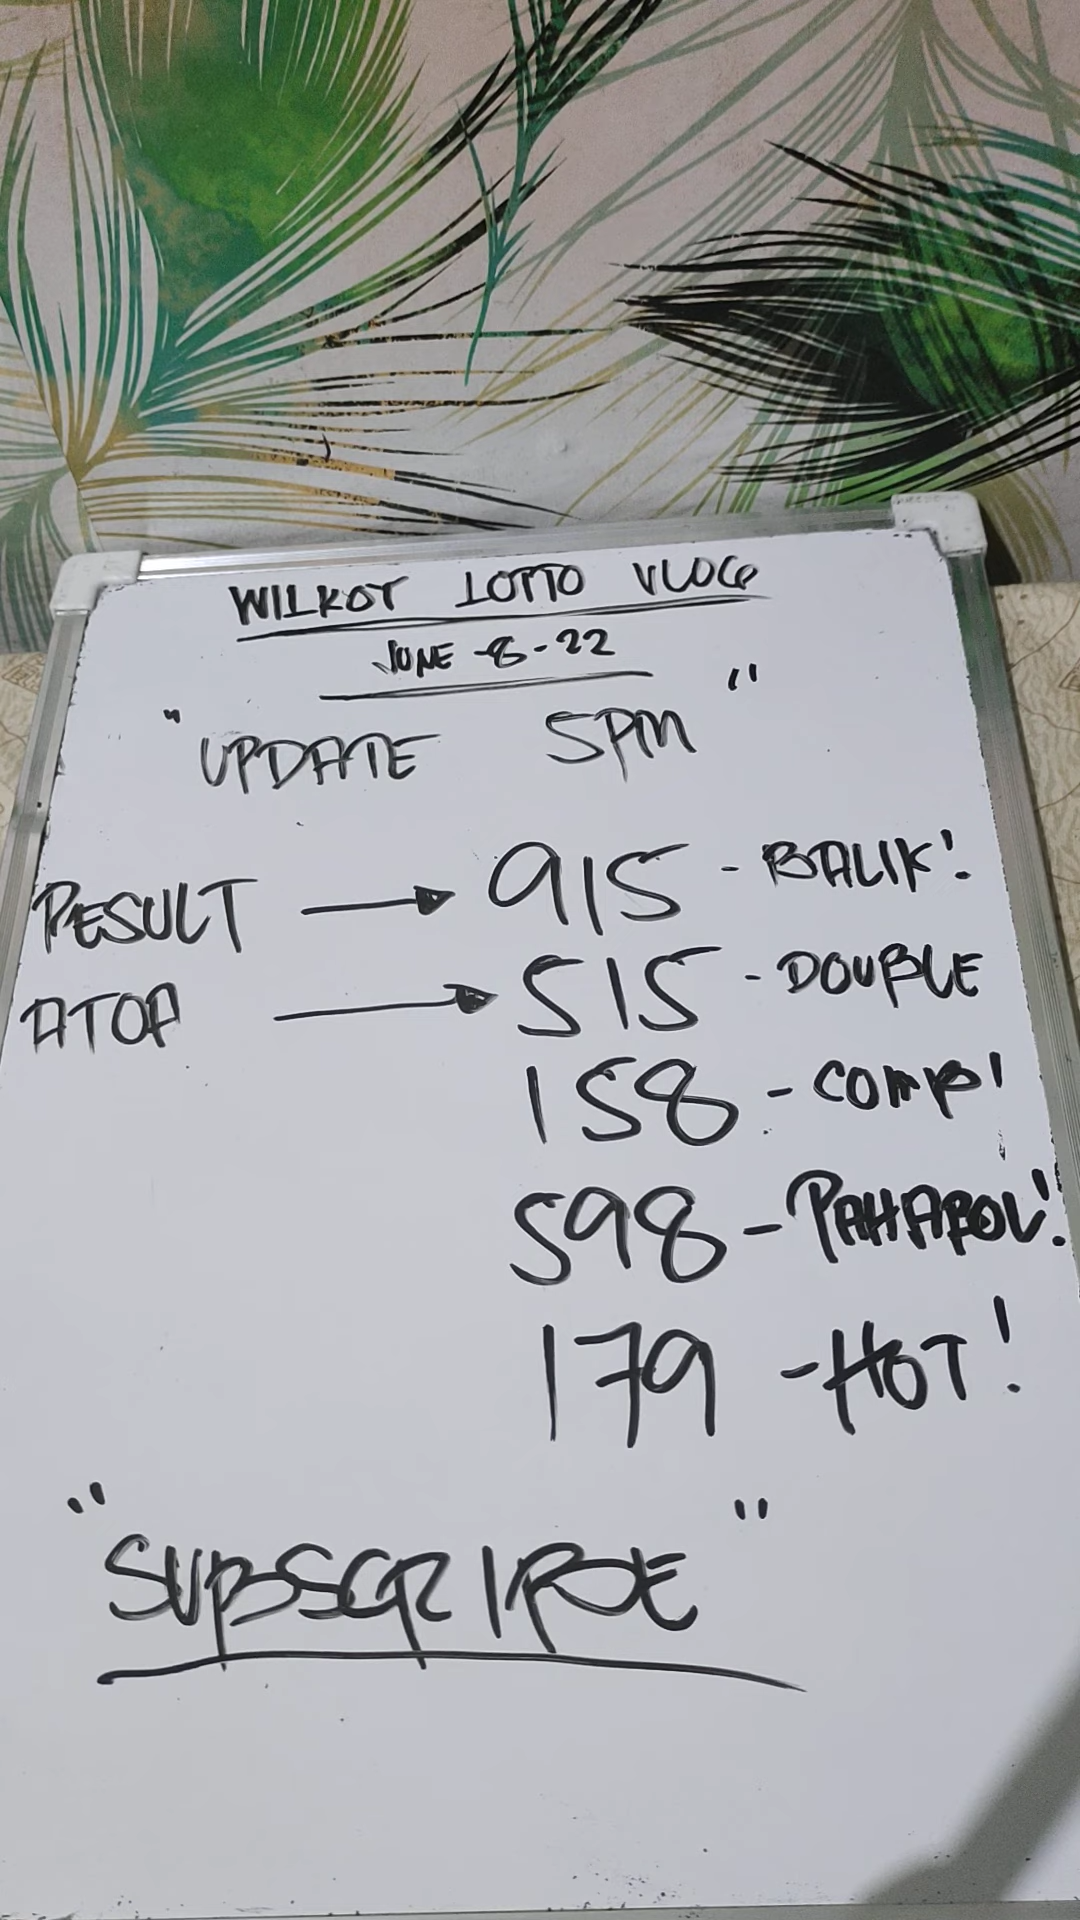 WILKOT LOTTO VLOG
JUNE -8-22
"UPDATE 5PM"
RESULT → 915 - BALIK!
ATOP → 515 - DOUBLE
158 - COMB!
598 - PAHABOL!
179 - HOT!
"SUBSCRIBE"